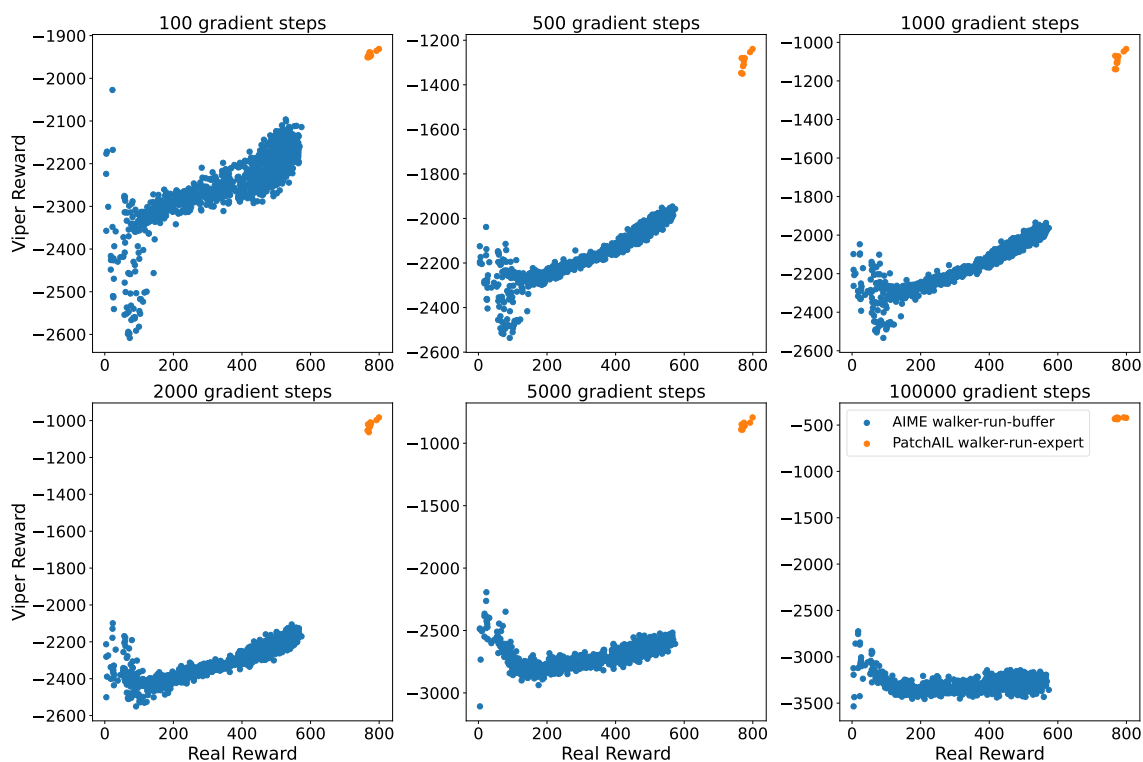 100 gradient steps
500 gradient steps
1000 gradient steps
−1900
−2000
−2100
−2200
−2300
−2400
−2500
−2600
−1200
−1400
−1600
−1800
−2000
−2200
−2400
−2600
−1000
−1200
−1400
−1600
−1800
−2000
−2200
−2400
−2600
Viper Reward
0 200 400 600 800
0 200 400 600 800
0 200 400 600 800
2000 gradient steps
5000 gradient steps
100000 gradient steps
−1000
−1200
−1400
−1600
−1800
−2000
−2200
−2400
−2600
−1000
−1500
−2000
−2500
−3000
−500
−1000
−1500
−2000
−2500
−3000
−3500
AIME walker-run-buffer
PatchAIL walker-run-expert
Viper Reward
0 200 400 600 800
0 200 400 600 800
0 200 400 600 800
Real Reward
Real Reward
Real Reward